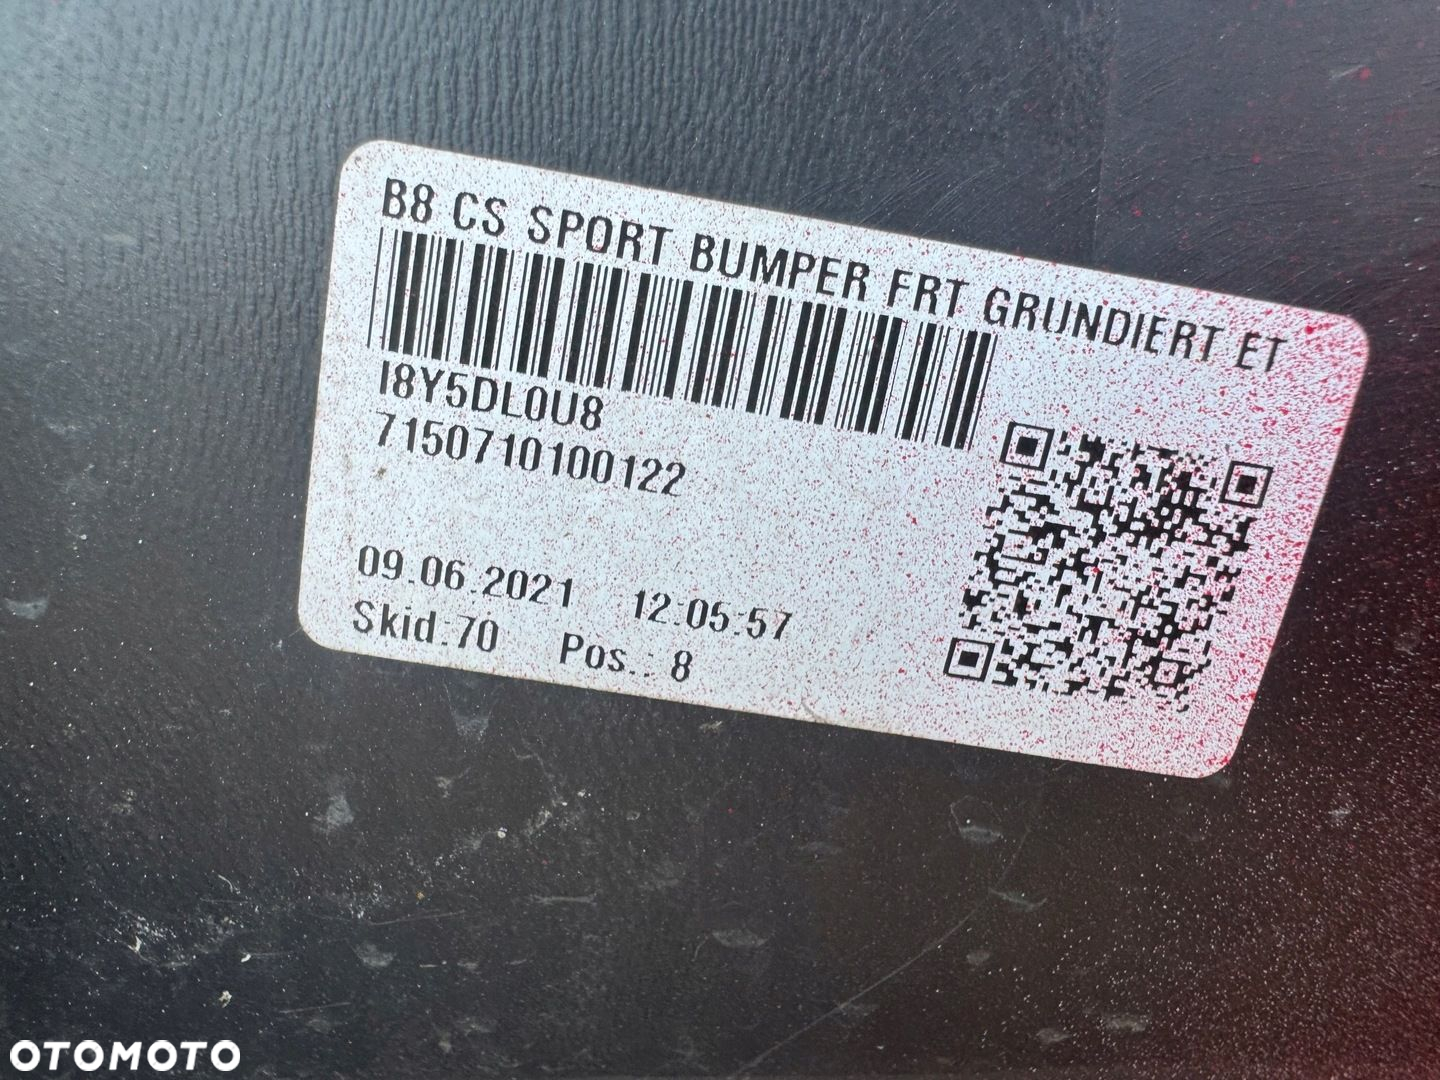 B8 CS SPORT BUMPER FRT GRUNDIERT ET
I8Y5DL0U8
7150710100122
09.06.2021 12:05:57
Skid.70 Pos.: 8
OTOMOTO